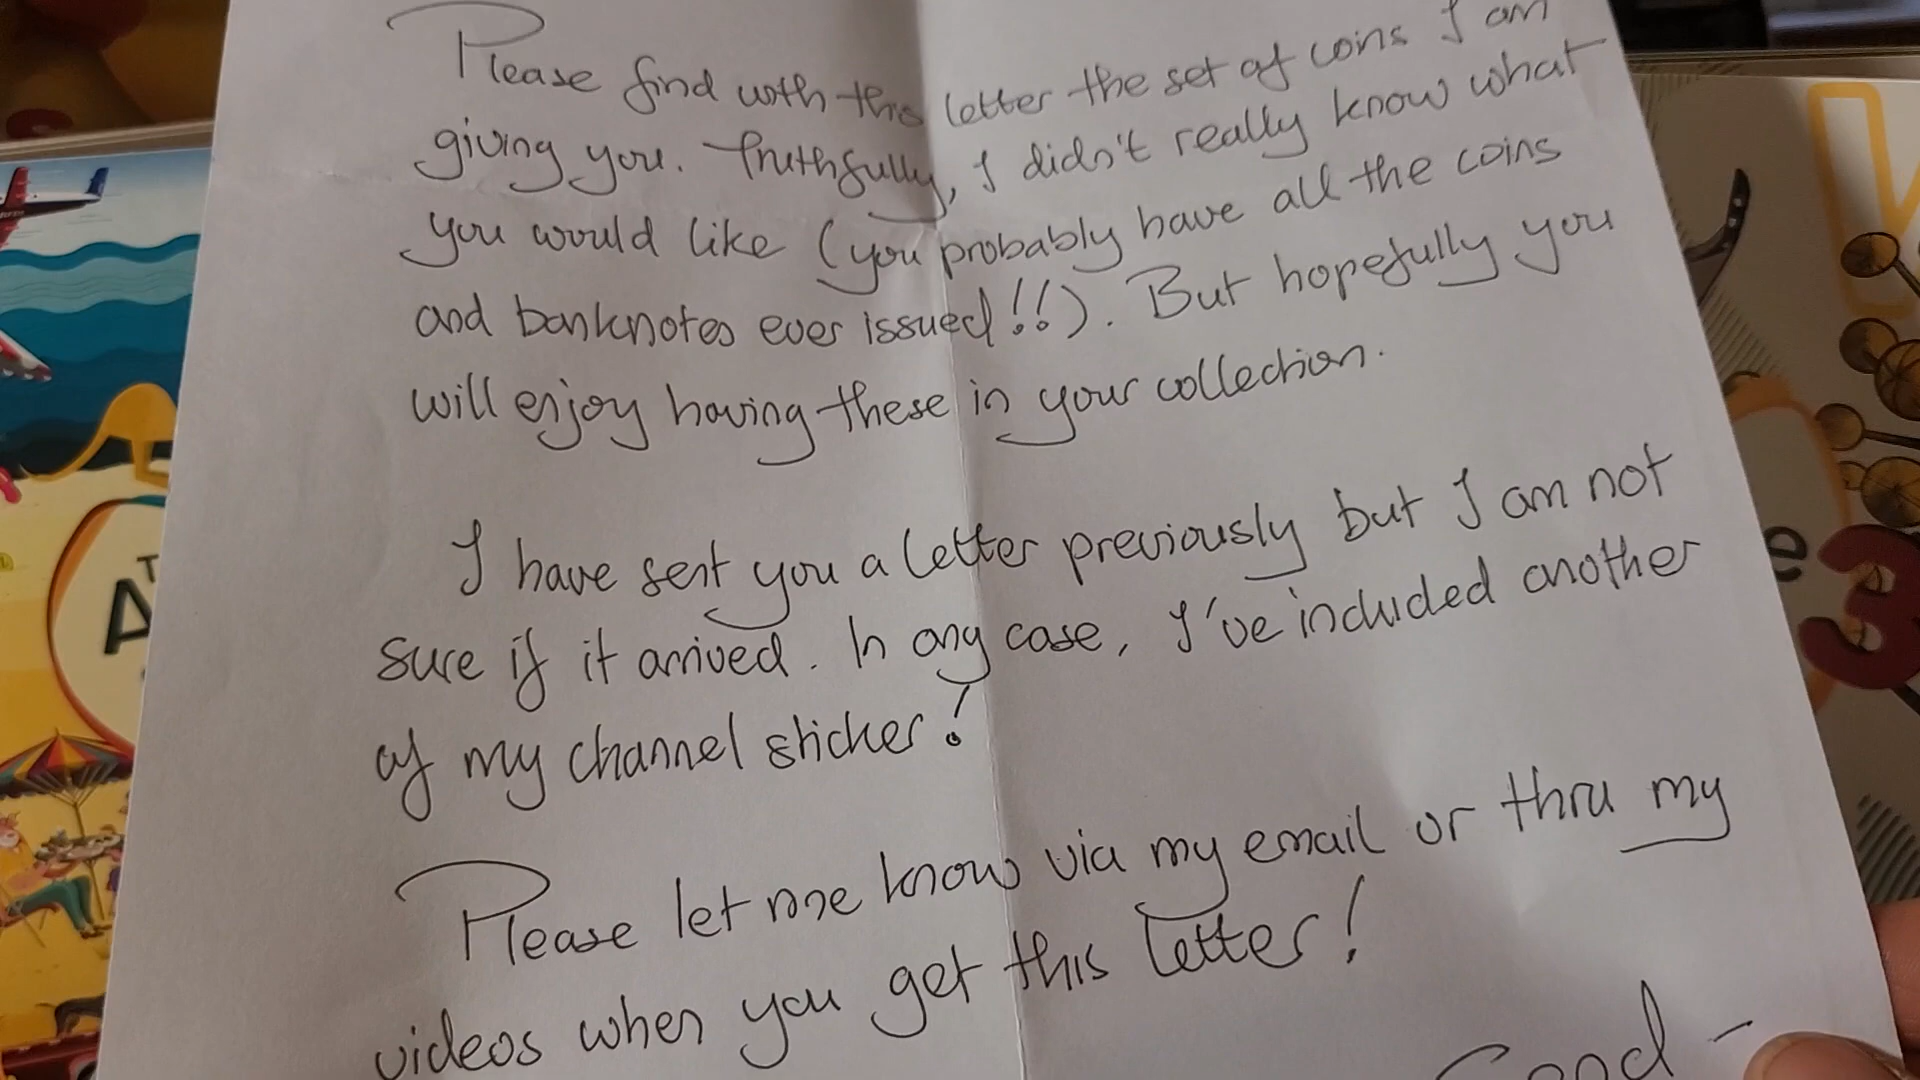 Please find with this letter the set of coins I am
giving you. Truthfully, I didn't really know what
you would like (you probably have all the coins
and banknotes ever issued!!). But hopefully you
will enjoy having these in your collection.
I have sent you a letter previously but I am not
sure if it arrived. In any case, I've included another
of my channel sticker!
Please let me know via my email or thru my
videos when you get this letter!
Good -
T
A
e
3